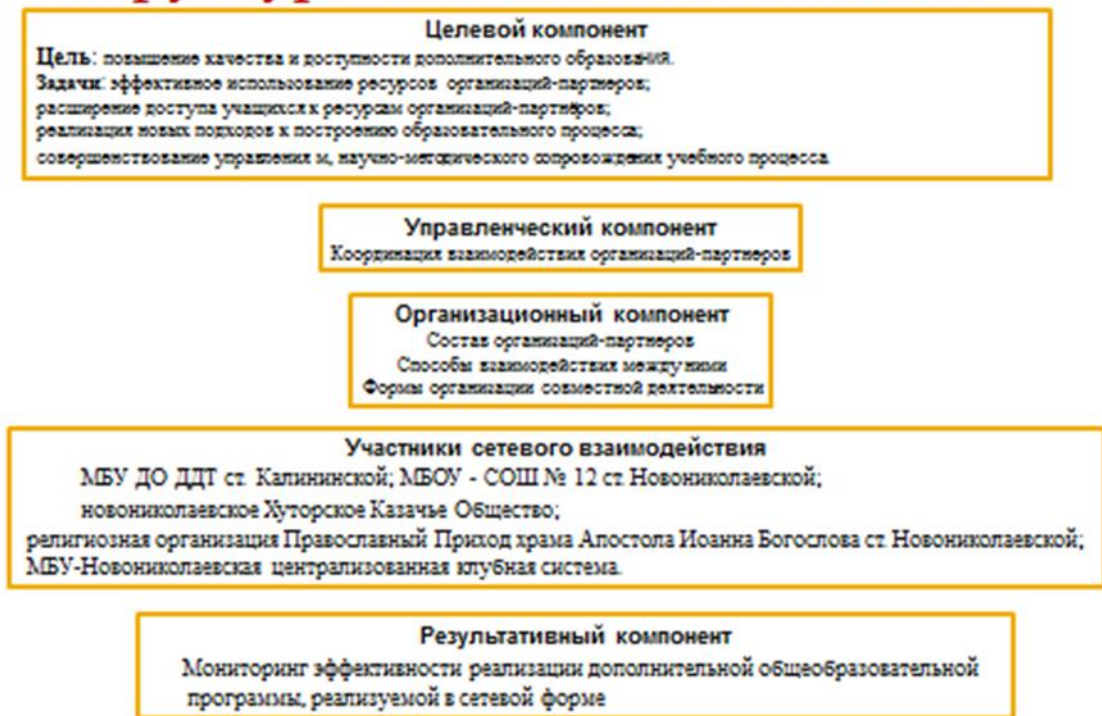 Целевой компонент
Цель: повышение качества и доступности дополнительного образования.
Задачи: эффективное использование ресурсов организаций-партнеров;
расширение доступа учащихся к ресурсам организаций-партнёров;
реализация новых подходов к построению образовательного процесса;
совершенствование управления м, научно-методического сопровождения учебного процесса.
Управленческий компонент
Координация взаимодействия организаций-партнеров
Организационный компонент
Состав организаций-партнеров
Способы взаимодействия между ними
Формы организации совместной деятельности
Участники сетевого взаимодействия
МБУ ДО ДДТ ст. Калининской; МБОУ - СОШ № 12 ст. Новониколаевской;
новониколаевское Хуторское Казачье Общество;
религиозная организация Православный Приход храма Апостола Иоанна Богослова ст. Новониколаевской;
МБУ-Новониколаевская централизованная клубная система.
Результативный компонент
Мониторинг эффективности реализации дополнительной общеобразовательной
программы, реализуемой в сетевой форме